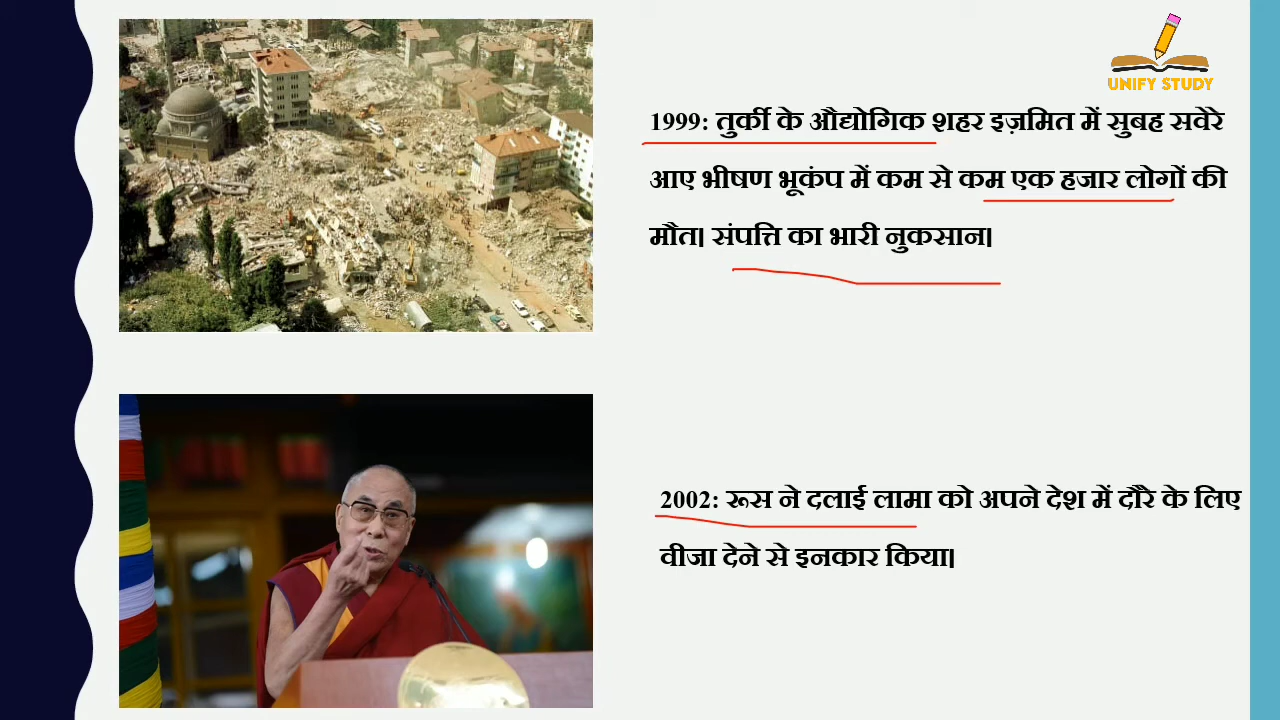 UNIFY STUDY
1999: तुर्की के औद्योगिक शहर इज़मित में सुबह सवेरे
आए भीषण भूकंप में कम से कम एक हजार लोगों की
मौत। संपत्ति का भारी नुकसान।
2002: रूस ने दलाई लामा को अपने देश में दौरे के लिए
वीजा देने से इनकार किया।